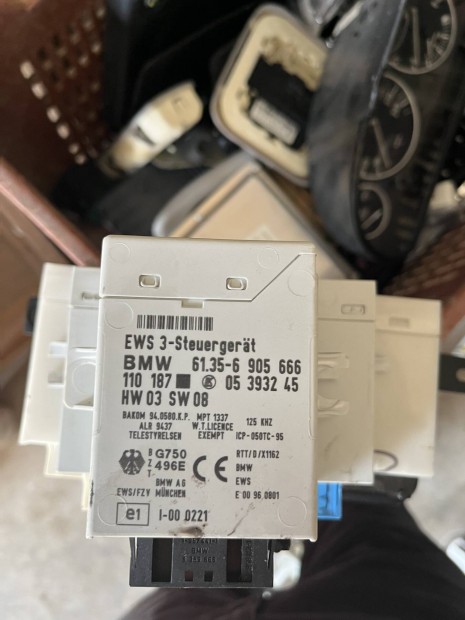 EWS 3-Steuergerät
BMW 61.35-6 905 666
110 187 05 3932 45
HW 03 SW 08
BAKOM 94.0580.K.P. MPT 1337 125 KHZ
ALR 9437 W.T.LICENCE
TELESTYRELSEN EXEMPT ICP-050TC-95
B Z T G750 496E CE RTT/D/X1162
BMW
BMW AG EWS
EWS/FZV MÜNCHEN E 00 96.0801
e1 I-00 0221
BMW